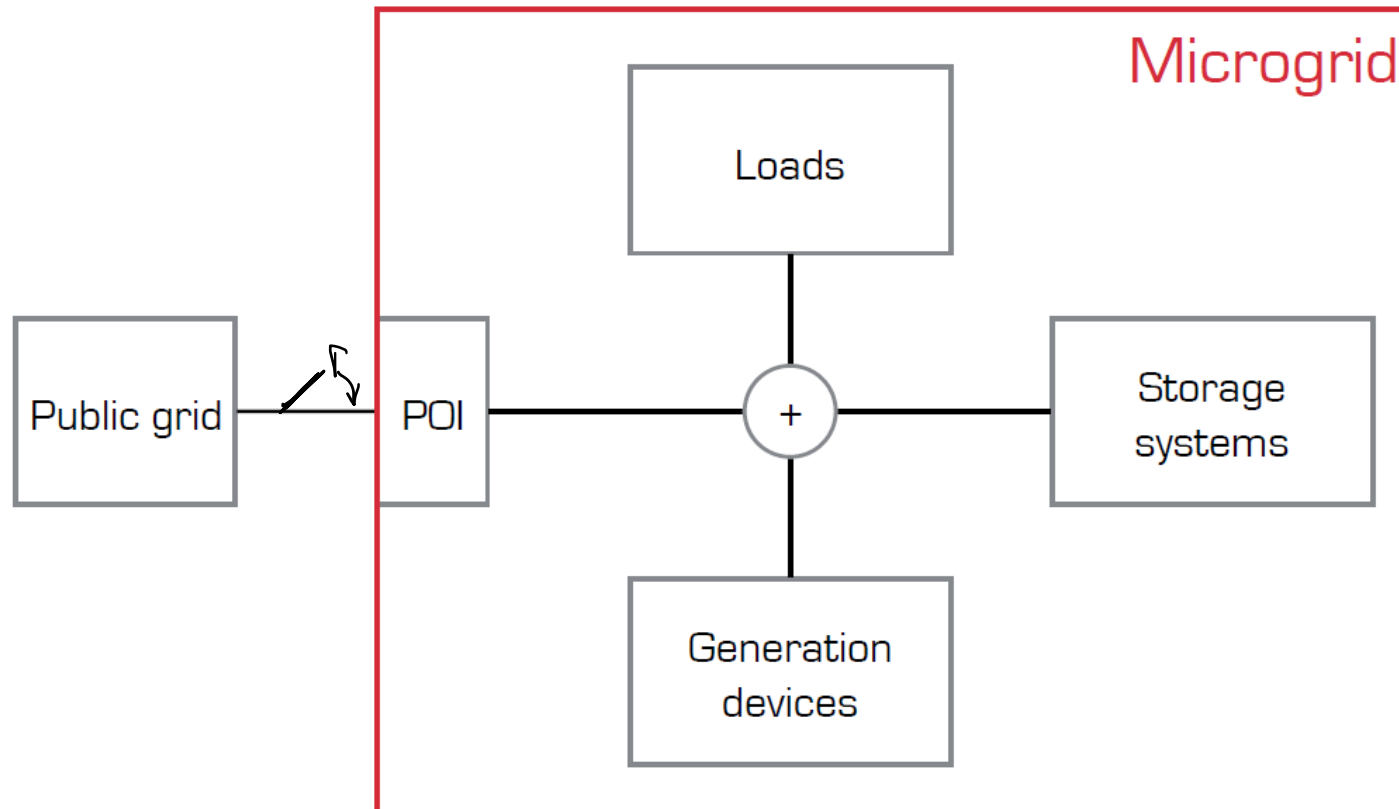 Microgrid
Loads
Public grid
POI
+
Storage
systems
Generation
devices